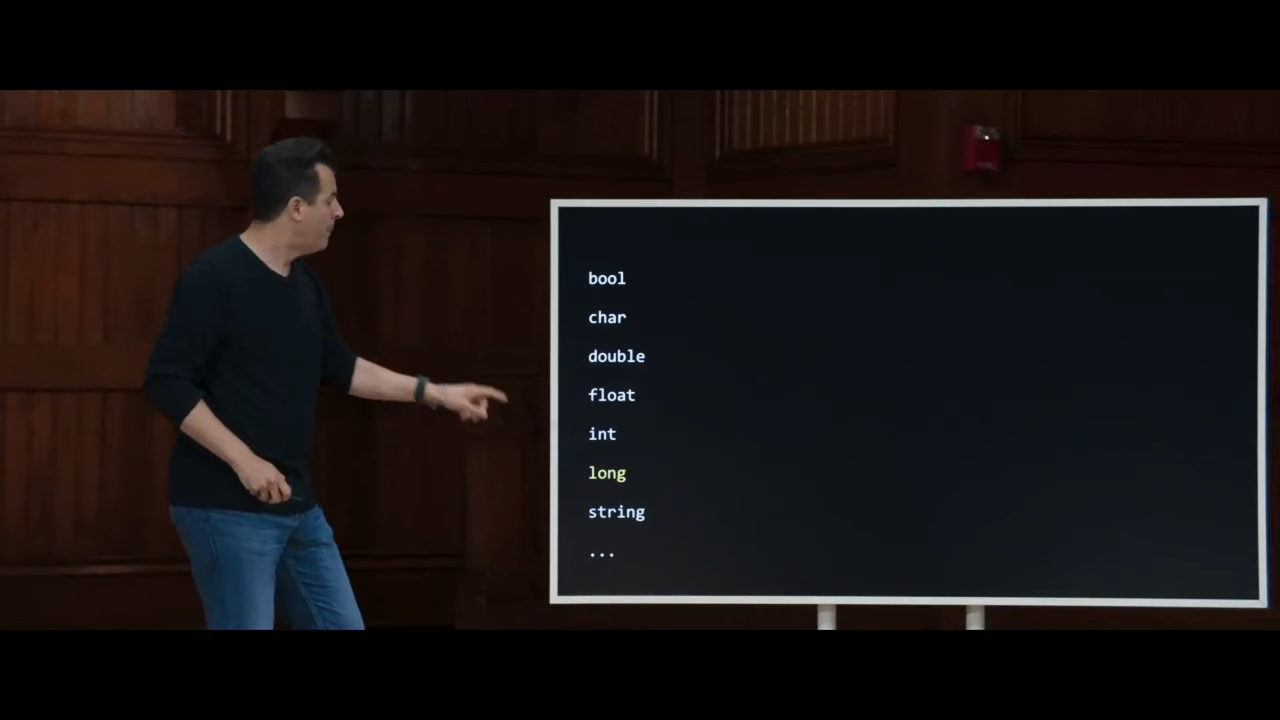 bool
char
double
float
int
long
string
...